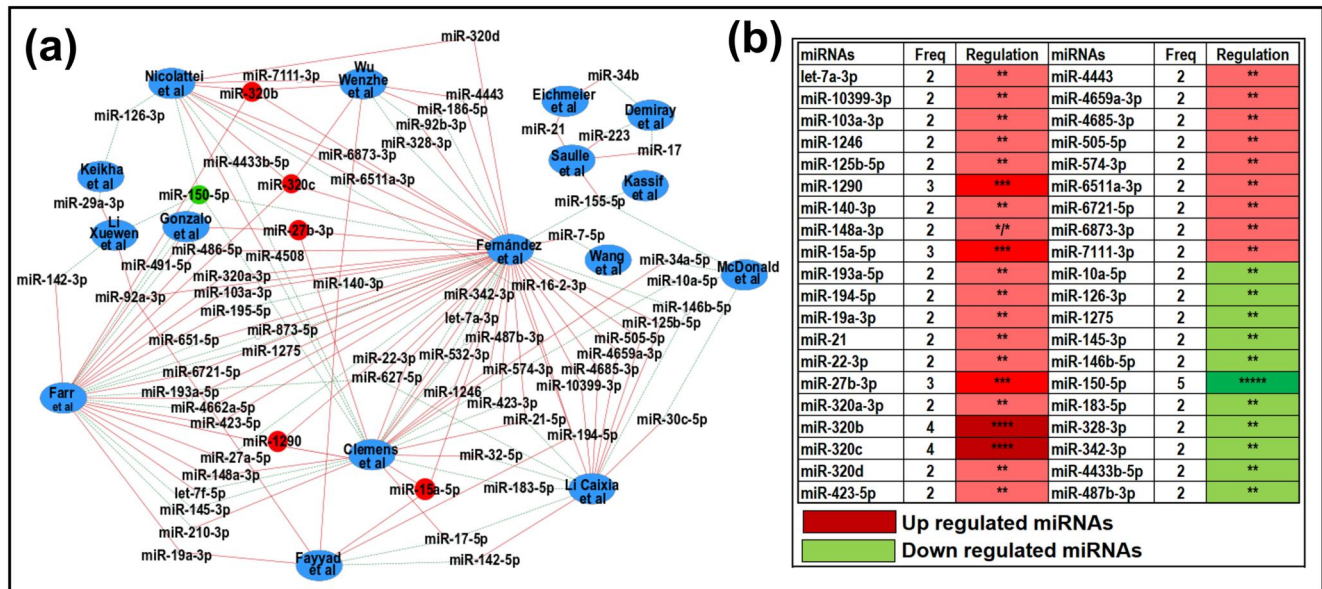 (a)
miR-320d
Nicolattei
et al
miR-7111-3p
miR-320b
Wu
Wenzhe
et al
miR-34b
Eichmeier
et al
miR-4443
miR-186-5p
Demiray
et al
miR-126-3p
miR-92b-3p
miR-21
miR-223
miR-328-3p
miR-17
miR-4433b-5p
miR-6873-3p
Saulle
et al
Keikha
et al
miR-320c
miR-6511a-3p
Kassif
et al
miR-150-5p
miR-155-5p
miR-29a-3p
Li
Xuewen
et al
Gonzalo
et al
miR-27b-3p
miR-7-5p
miR-486-5p
miR-4508
Fernández
et al
Wang
et al
miR-34a-5p
miR-491-5p
McDonald
et al
miR-142-3p
miR-320a-3p
miR-140-3p
miR-16-2-3p
miR-10a-5p
miR-92a-3p
miR-103a-3p
miR-342-3p
miR-195-5p
miR-146b-5p
let-7a-3p
miR-125b-5p
miR-873-5p
miR-651-5p
miR-487b-3p
miR-505-5p
miR-1275
miR-532-3p
miR-4659a-3p
miR-22-3p
miR-6721-5p
miR-574-3p
miR-4685-3p
miR-627-5p
Farr
et al
miR-193a-5p
miR-1246
miR-10399-3p
miR-4662a-5p
miR-423-3p
miR-423-5p
miR-21-5p
miR-30c-5p
miR-1290
miR-194-5p
miR-27a-5p
Clemens
et al
miR-32-5p
miR-148a-3p
let-7f-5p
miR-15a-5p
miR-183-5p
Li Caixia
et al
miR-145-3p
miR-210-3p
miR-17-5p
miR-19a-3p
Fayyad
et al
miR-142-5p
(b)
miRNAs Freq Regulation miRNAs Freq Regulation
let-7a-3p 2 ** miR-4443 2 **
miR-10399-3p 2 ** miR-4659a-3p 2 **
miR-103a-3p 2 ** miR-4685-3p 2 **
miR-1246 2 ** miR-505-5p 2 **
miR-125b-5p 2 ** miR-574-3p 2 **
miR-1290 3 *** miR-6511a-3p 2 **
miR-140-3p 2 ** miR-6721-5p 2 **
miR-148a-3p 2 */* miR-6873-3p 2 **
miR-15a-5p 3 *** miR-7111-3p 2 **
miR-193a-5p 2 ** miR-10a-5p 2 **
miR-194-5p 2 ** miR-126-3p 2 **
miR-19a-3p 2 ** miR-1275 2 **
miR-21 2 ** miR-145-3p 2 **
miR-22-3p 2 ** miR-146b-5p 2 **
miR-27b-3p 3 *** miR-150-5p 5 *****
miR-320a-3p 2 ** miR-183-5p 2 **
miR-320b 4 **** miR-328-3p 2 **
miR-320c 4 **** miR-342-3p 2 **
miR-320d 2 ** miR-4433b-5p 2 **
miR-423-5p 2 ** miR-487b-3p 2 **
Up regulated miRNAs
Down regulated miRNAs